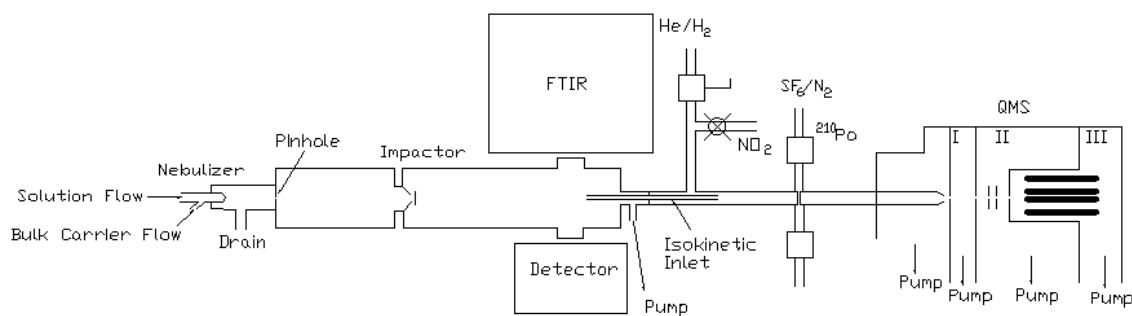 He/H2
FTIR
SF6/N2
QMS
210Po
I II III
Pinhole
NO2
Impactor
Nebulizer
Solution Flow
Bulk Carrier Flow
Drain
Isokinetic
Inlet
Detector
Pump
Pump
Pump
Pump
Pump